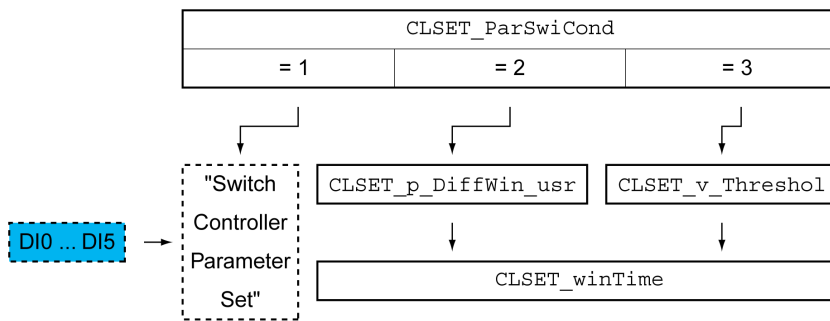 CLSET_ParSwiCond
= 1
= 2
= 3
"Switch
Controller
Parameter
Set"
CLSET_p_DiffWin_usr
CLSET_v_Threshol
DI0 ... DI5
CLSET_winTime